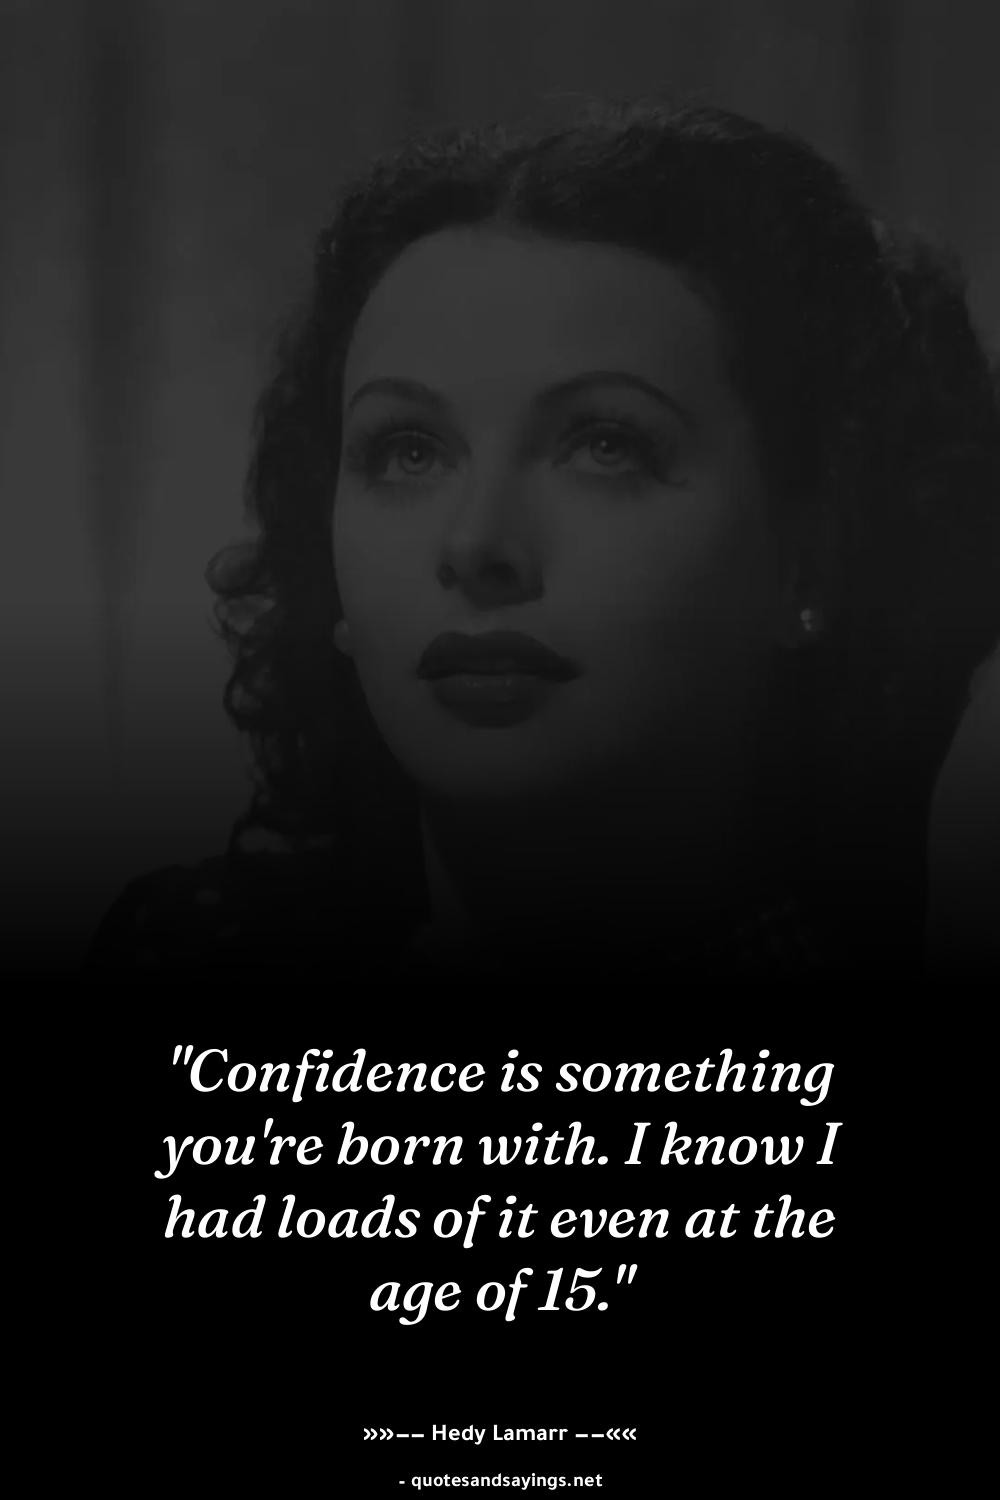 "Confidence is something
you're born with. I know I
had loads of it even at the
age of 15."
»»−− Hedy Lamarr −−««
- quotesandsayings.net